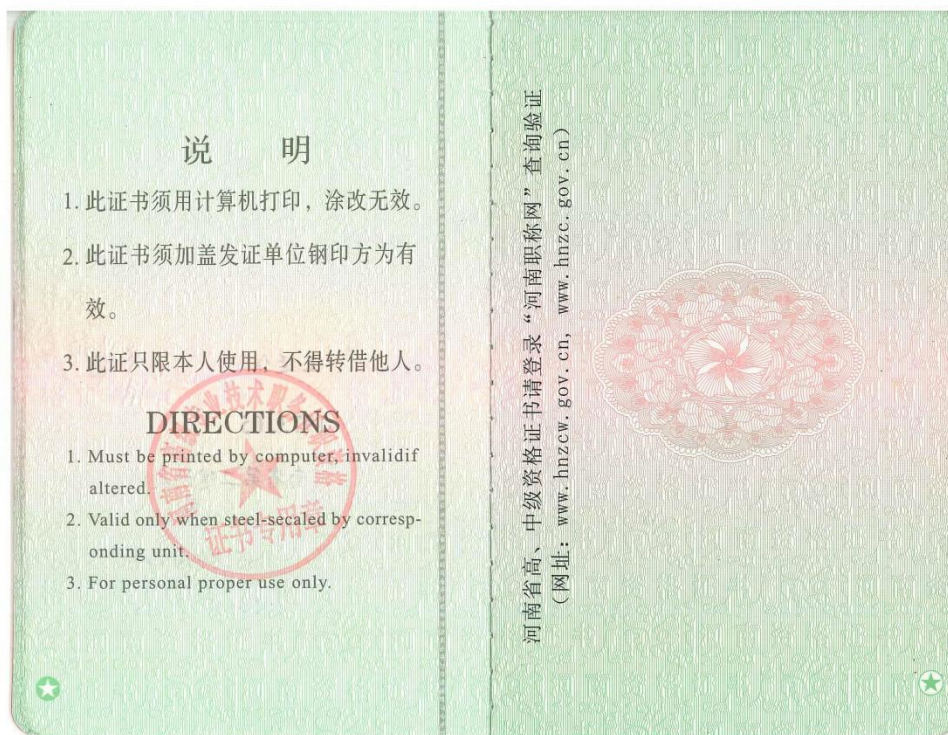 说 明
1. 此证书须用计算机打印，涂改无效。
2. 此证书须加盖发证单位钢印方为有
效。
3. 此证只限本人使用，不得转借他人。
DIRECTIONS
1. Must be printed by computer, invalidif
altered.
2. Valid only when steel-secaled by corresp-
onding unit.
3. For personal proper use only.
证书专用章
河南省高、中级资格证书请登录“河南职称网”查询验证
（网址：www.hnzcw.gov.cn, www.hnzc.gov.cn）